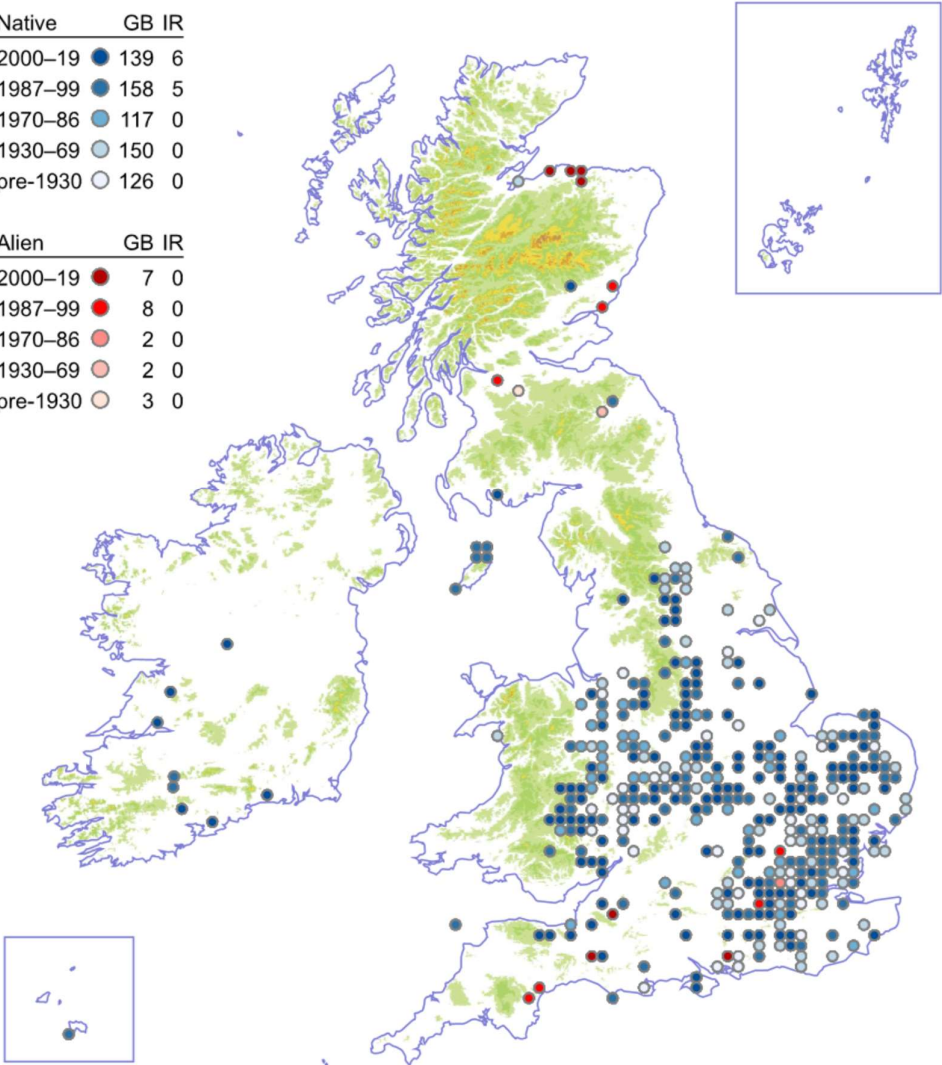 Native GB IR
2000–19 139 6
1987–99 158 5
1970–86 117 0
1930–69 150 0
pre-1930 126 0
Alien GB IR
2000–19 7 0
1987–99 8 0
1970–86 2 0
1930–69 2 0
pre-1930 3 0